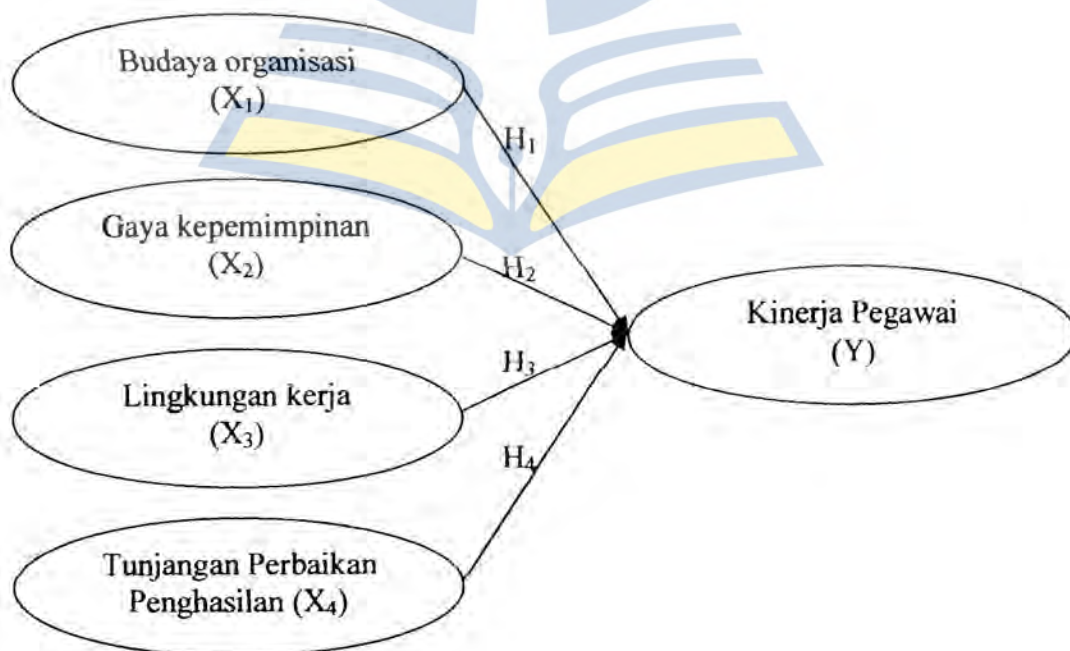 Budaya organisasi
(X₁)
H₁
Gaya kepemimpinan
(X₂)
H₂
Kinerja Pegawai
(Y)
Lingkungan kerja
(X₃)
H₃
H₄
Tunjangan Perbaikan
Penghasilan (X₄)